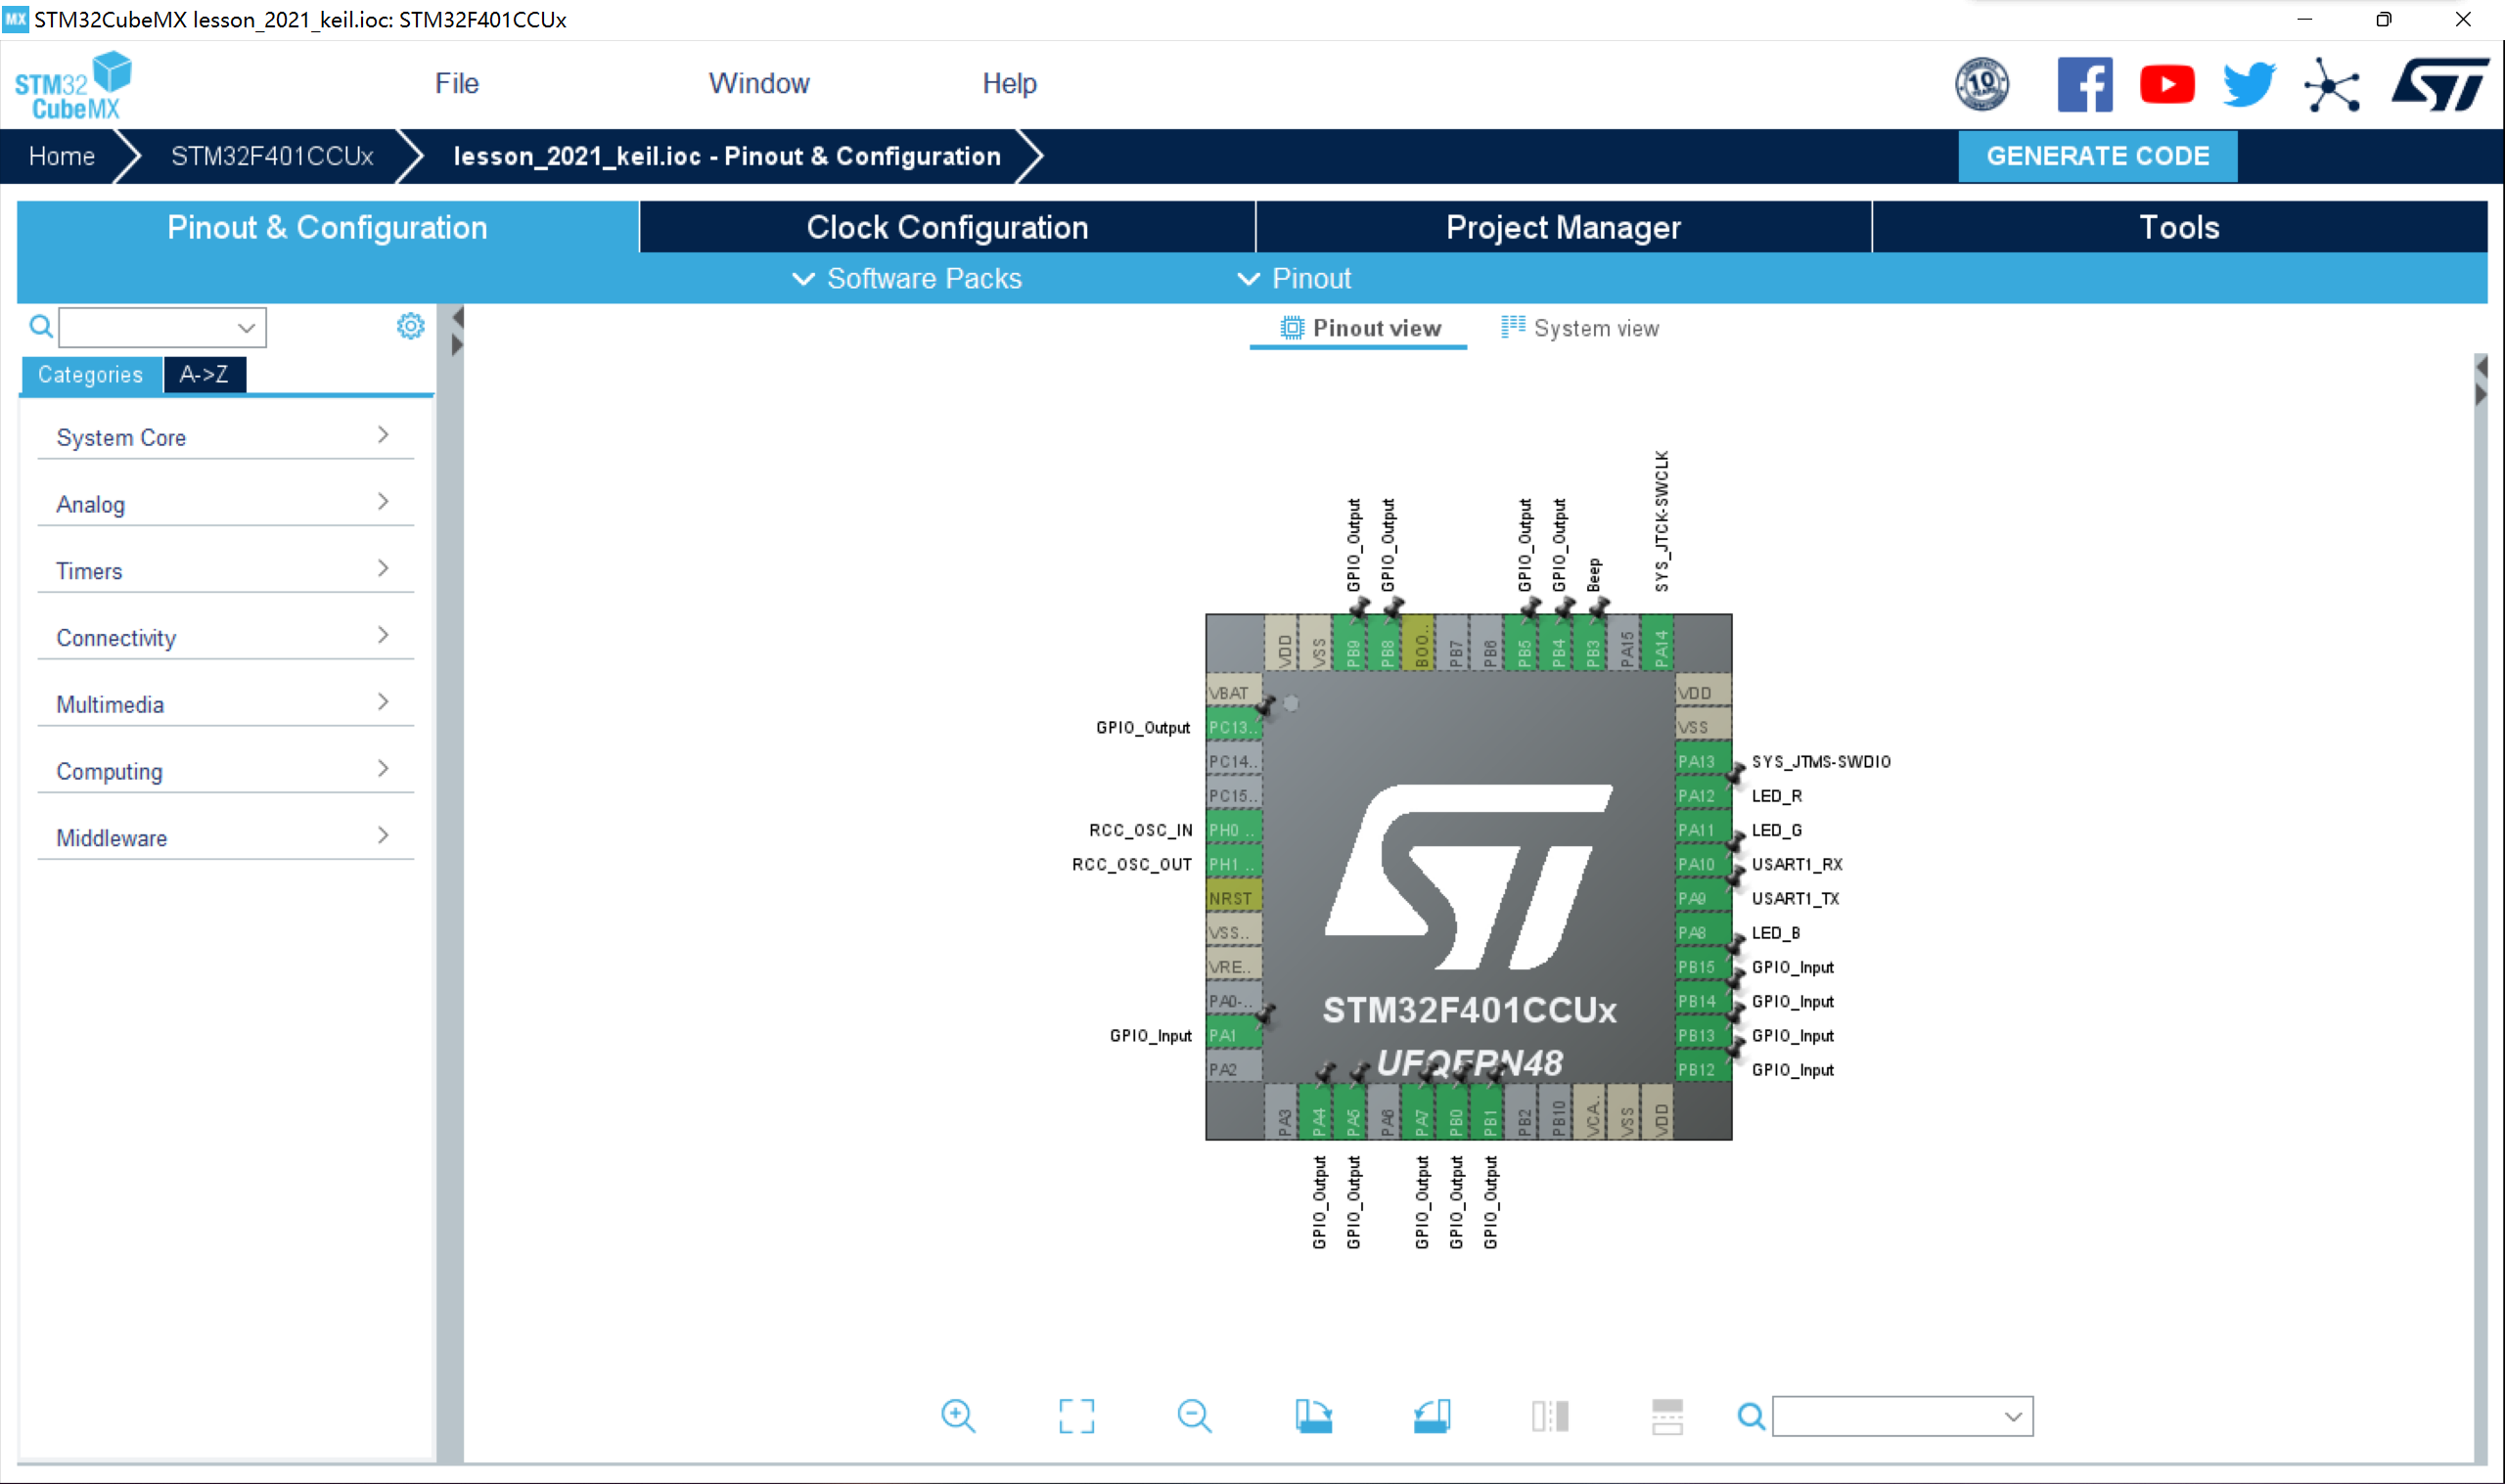 MX STM32CubeMX lesson_2021_keil.ioc: STM32F401CCUx
STM32
CubeMX
File
Window
Help
10
Home
STM32F401CCUx
lesson_2021_keil.ioc - Pinout & Configuration
GENERATE CODE
Pinout & Configuration
Clock Configuration
Project Manager
Tools
Software Packs
Pinout
Pinout view
System view
Categories
A->Z
System Core
Analog
Timers
Connectivity
Multimedia
Computing
Middleware
GPIO_Output
GPIO_Output
GPIO_Output
GPIO_Output
Beep
SYS_JTCK-SWCLK
VDD
VSS
PB9
PB8
BOO..
PB7
PB6
PB5
PB4
PB3
PA15
PA14
VBAT
GPIO_Output PC13..
PC14..
PC15..
RCC_OSC_IN PH0 ..
RCC_OSC_OUT PH1 ..
NRST
VSS..
VRE..
PA0-..
GPIO_Input PA1
PA2
VDD
VSS
PA13 SYS_JTMS-SWDIO
PA12 LED_R
PA11 LED_G
PA10 USART1_RX
PA9 USART1_TX
PA8 LED_B
PB15 GPIO_Input
PB14 GPIO_Input
PB13 GPIO_Input
PB12 GPIO_Input
STM32F401CCUx
UFQFPN48
PA3
PA4
PA5
PA6
PA7
PB0
PB1
PB2
PB10
VCA..
VSS
VDD
GPIO_Output
GPIO_Output
GPIO_Output
GPIO_Output
GPIO_Output